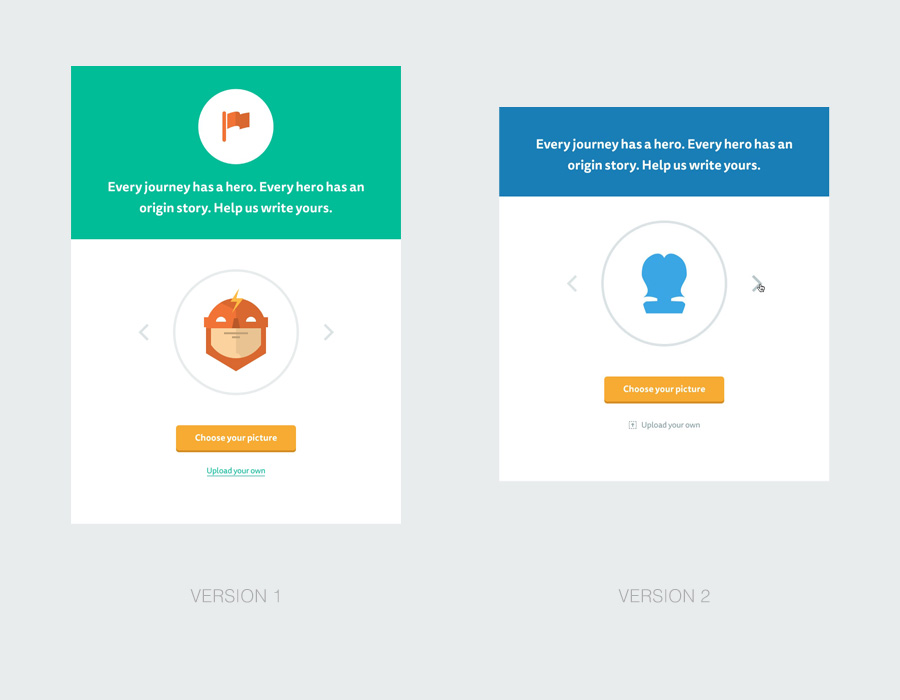 Every journey has a hero. Every hero has an
origin story. Help us write yours.
Choose your picture
Upload your own
VERSION 1
Every journey has a hero. Every hero has an
origin story. Help us write yours.
Choose your picture
Upload your own
VERSION 2